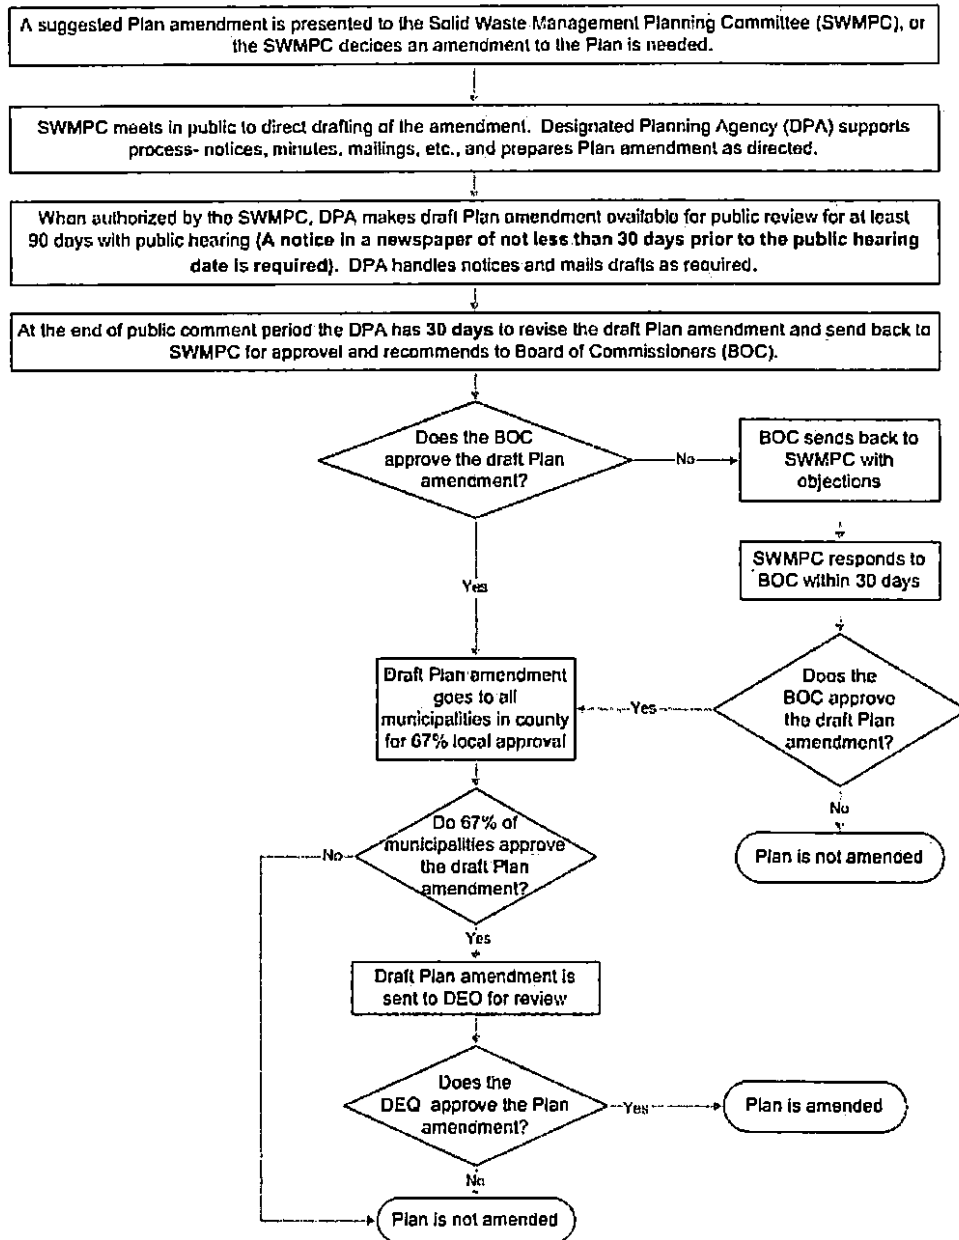 A suggested Plan amendment is presented to the Solid Waste Management Planning Committee (SWMPC), or
the SWMPC decides an amendment to the Plan is needed.
SWMPC meets in public to direct drafting of the amendment. Designated Planning Agency (DPA) supports
process- notices, minutes, mailings, etc., and prepares Plan amendment as directed.
When authorized by the SWMPC, DPA makes draft Plan amendment available for public review for at least
90 days with public hearing (A notice in a newspaper of not less than 30 days prior to the public hearing
date is required). DPA handles notices and mails drafts as required.
At the end of public comment period the DPA has 30 days to revise the draft Plan amendment and send back to
SWMPC for approval and recommends to Board of Commissioners (BOC).
Does the BOC
approve the draft Plan
amendment?
No
BOC sends back to
SWMPC with
objections
SWMPC responds to
BOC within 30 days
Yes
Draft Plan amendment
goes to all
municipalities in county
for 67% local approval
Yes
Does the
BOC approve
the draft Plan
amendment?
No
Plan is not amended
Do 67% of
municipalities approve
the draft Plan
amendment?
No
Yes
Draft Plan amendment is
sent to DEQ for review
Does the
DEQ approve the Plan
amendment?
Yes
Plan is amended
No
Plan is not amended